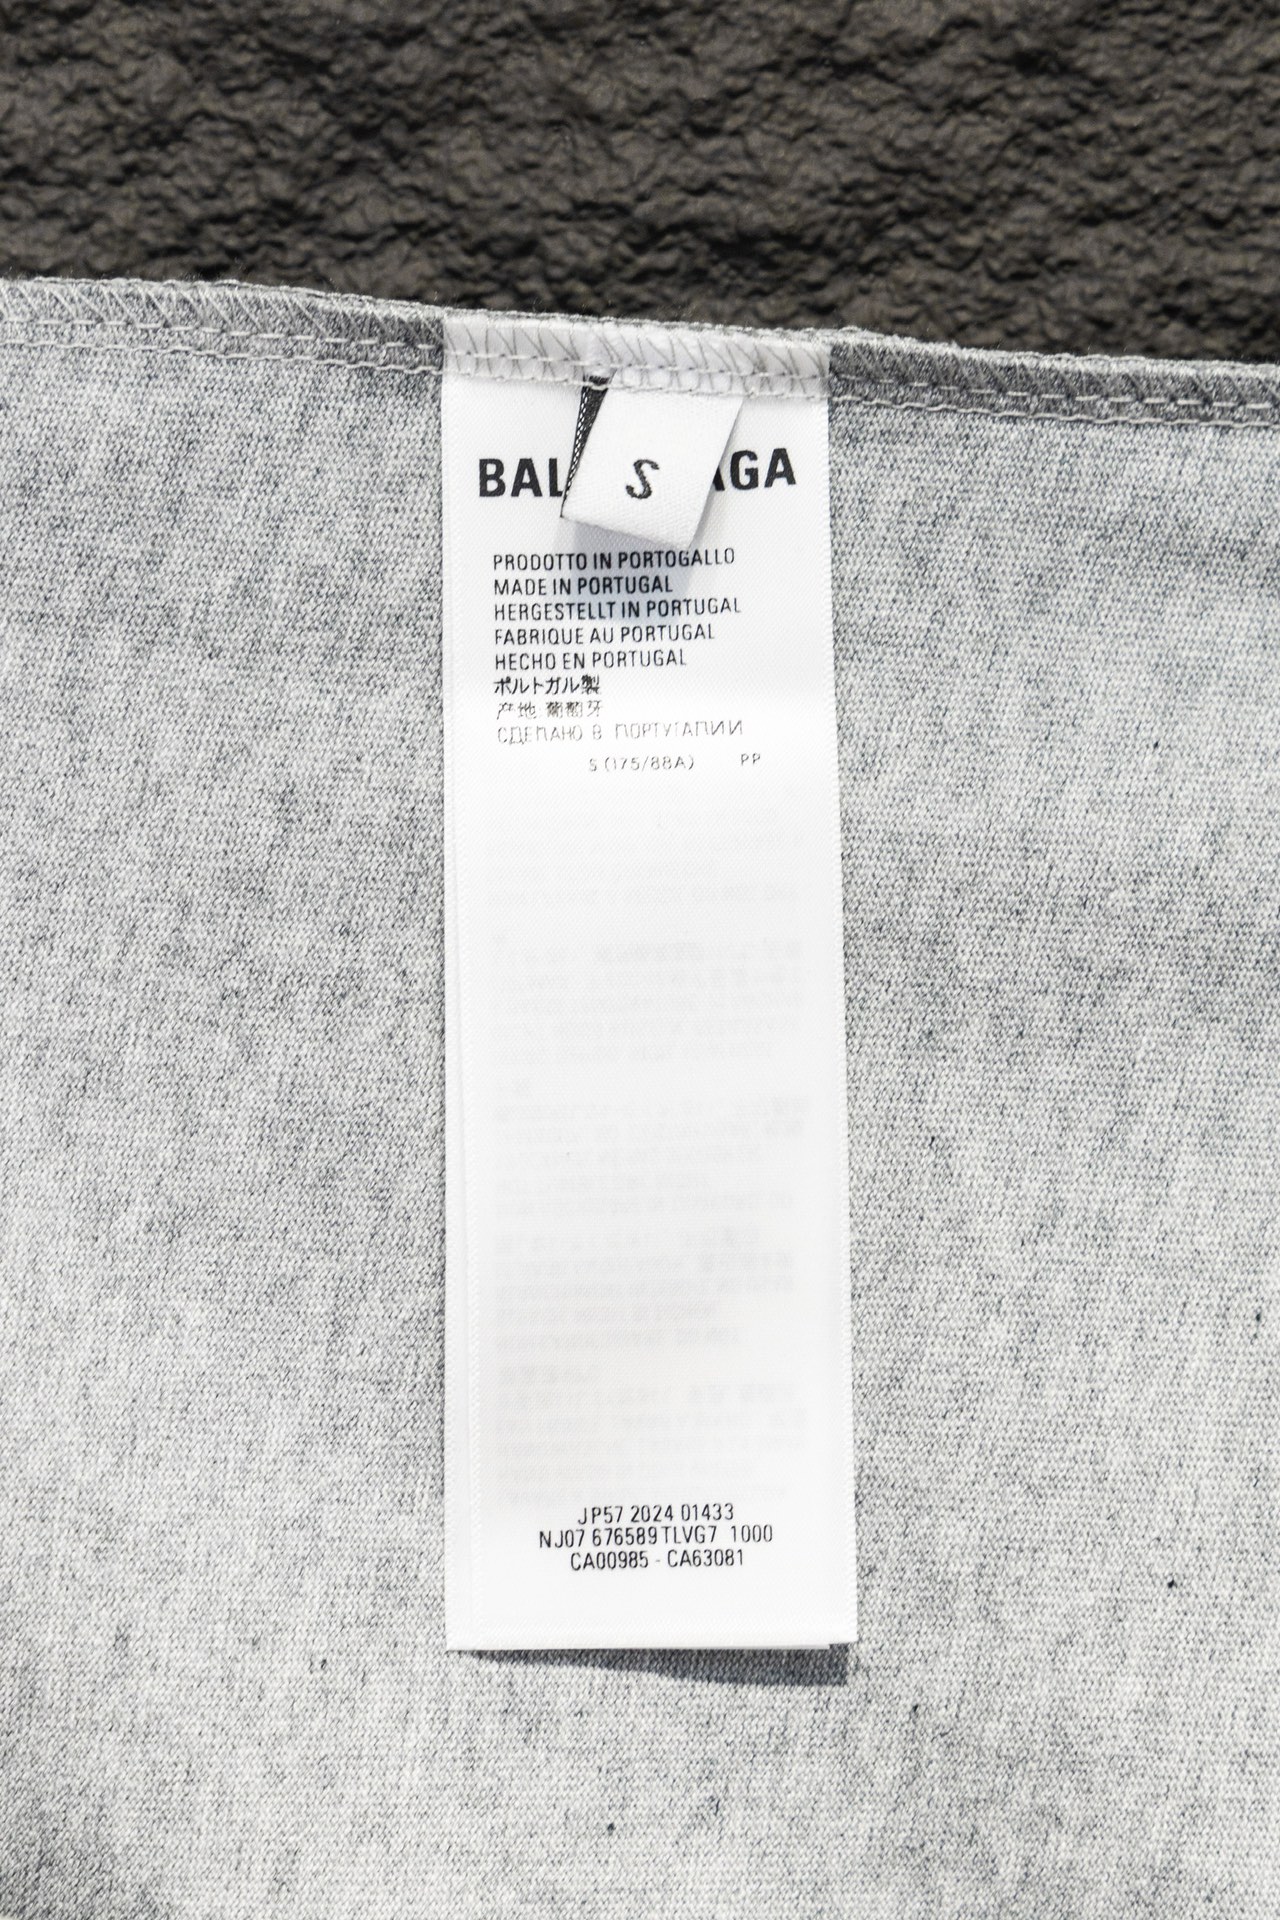 BAL AGA
S
PRODOTTO IN PORTOGALLO
MADE IN PORTUGAL
HERGESTELLT IN PORTUGAL
FABRIQUE AU PORTUGAL
HECHO EN PORTUGAL
ポルトガル製
产地:葡萄牙
СДЕЛАНО В ПОРТУГАЛИИ
S (175/88A) PP
JP57 2024 01433
NJ07 676589 TLVG7 1000
CA00985 - CA63081